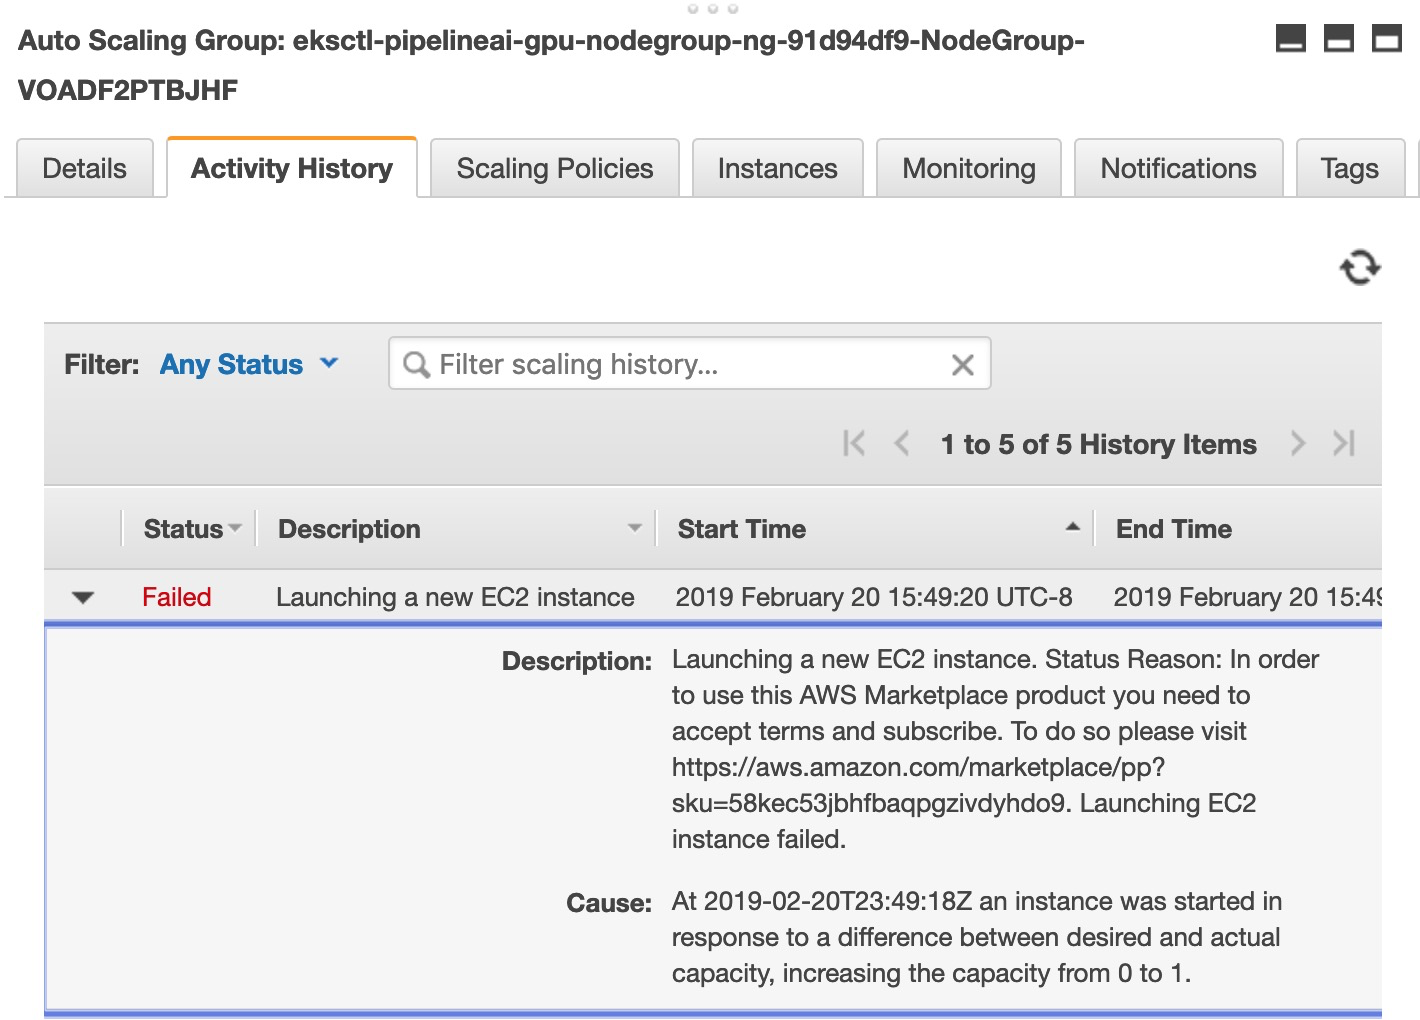 Auto Scaling Group: eksctl-pipelineai-gpu-nodegroup-ng-91d94df9-NodeGroup-
VOADF2PTBJHF
Details Activity History Scaling Policies Instances Monitoring Notifications Tags
Filter: Any Status Filter scaling history...
1 to 5 of 5 History Items
Status Description Start Time End Time
Failed Launching a new EC2 instance 2019 February 20 15:49:20 UTC-8 2019 February 20 15:49
Description: Launching a new EC2 instance. Status Reason: In order
to use this AWS Marketplace product you need to
accept terms and subscribe. To do so please visit
https://aws.amazon.com/marketplace/pp?
sku=58kec53jbhfbaqpgzivdyhdo9. Launching EC2
instance failed.
Cause: At 2019-02-20T23:49:18Z an instance was started in
response to a difference between desired and actual
capacity, increasing the capacity from 0 to 1.